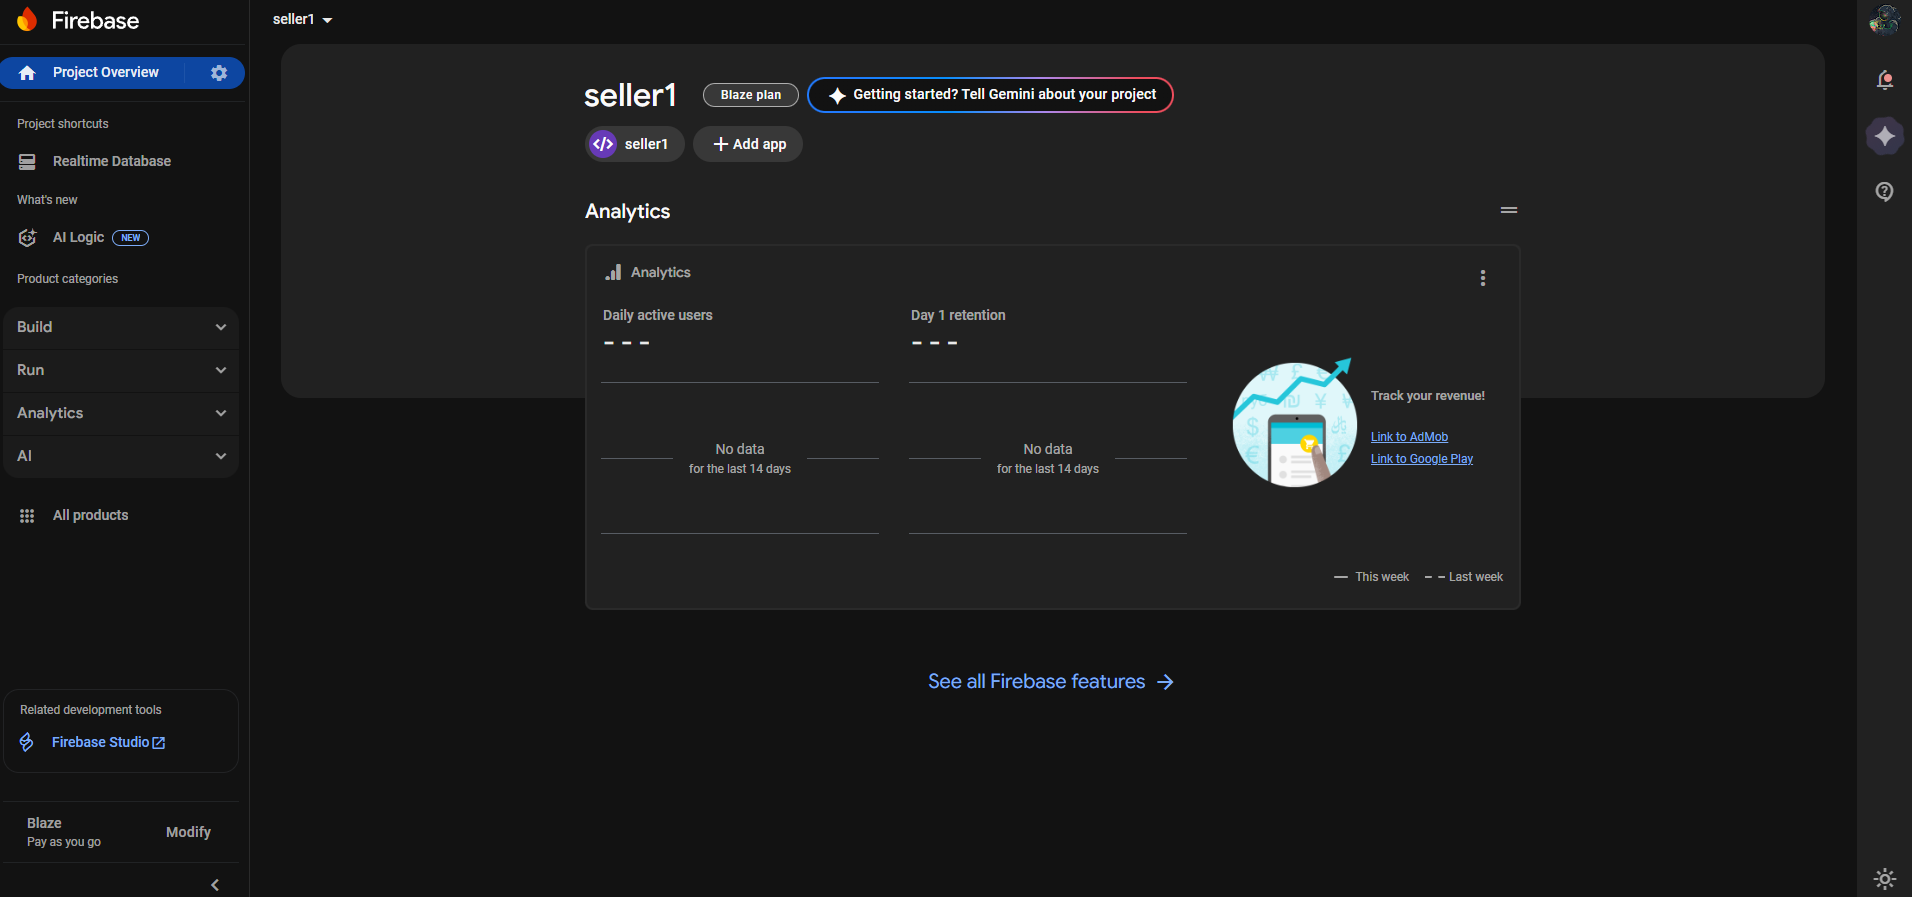 Firebase
seller1
Project Overview
Project shortcuts
Realtime Database
What's new
AI Logic NEW
Product categories
Build
Run
Analytics
AI
All products
Related development tools
Firebase Studio
Blaze
Pay as you go
Modify
seller1
Blaze plan
Getting started? Tell Gemini about your project
seller1
Add app
Analytics
Analytics
Daily active users
- - -
No data
for the last 14 days
Day 1 retention
- - -
No data
for the last 14 days
Track your revenue!
Link to AdMob
Link to Google Play
This week
Last week
See all Firebase features